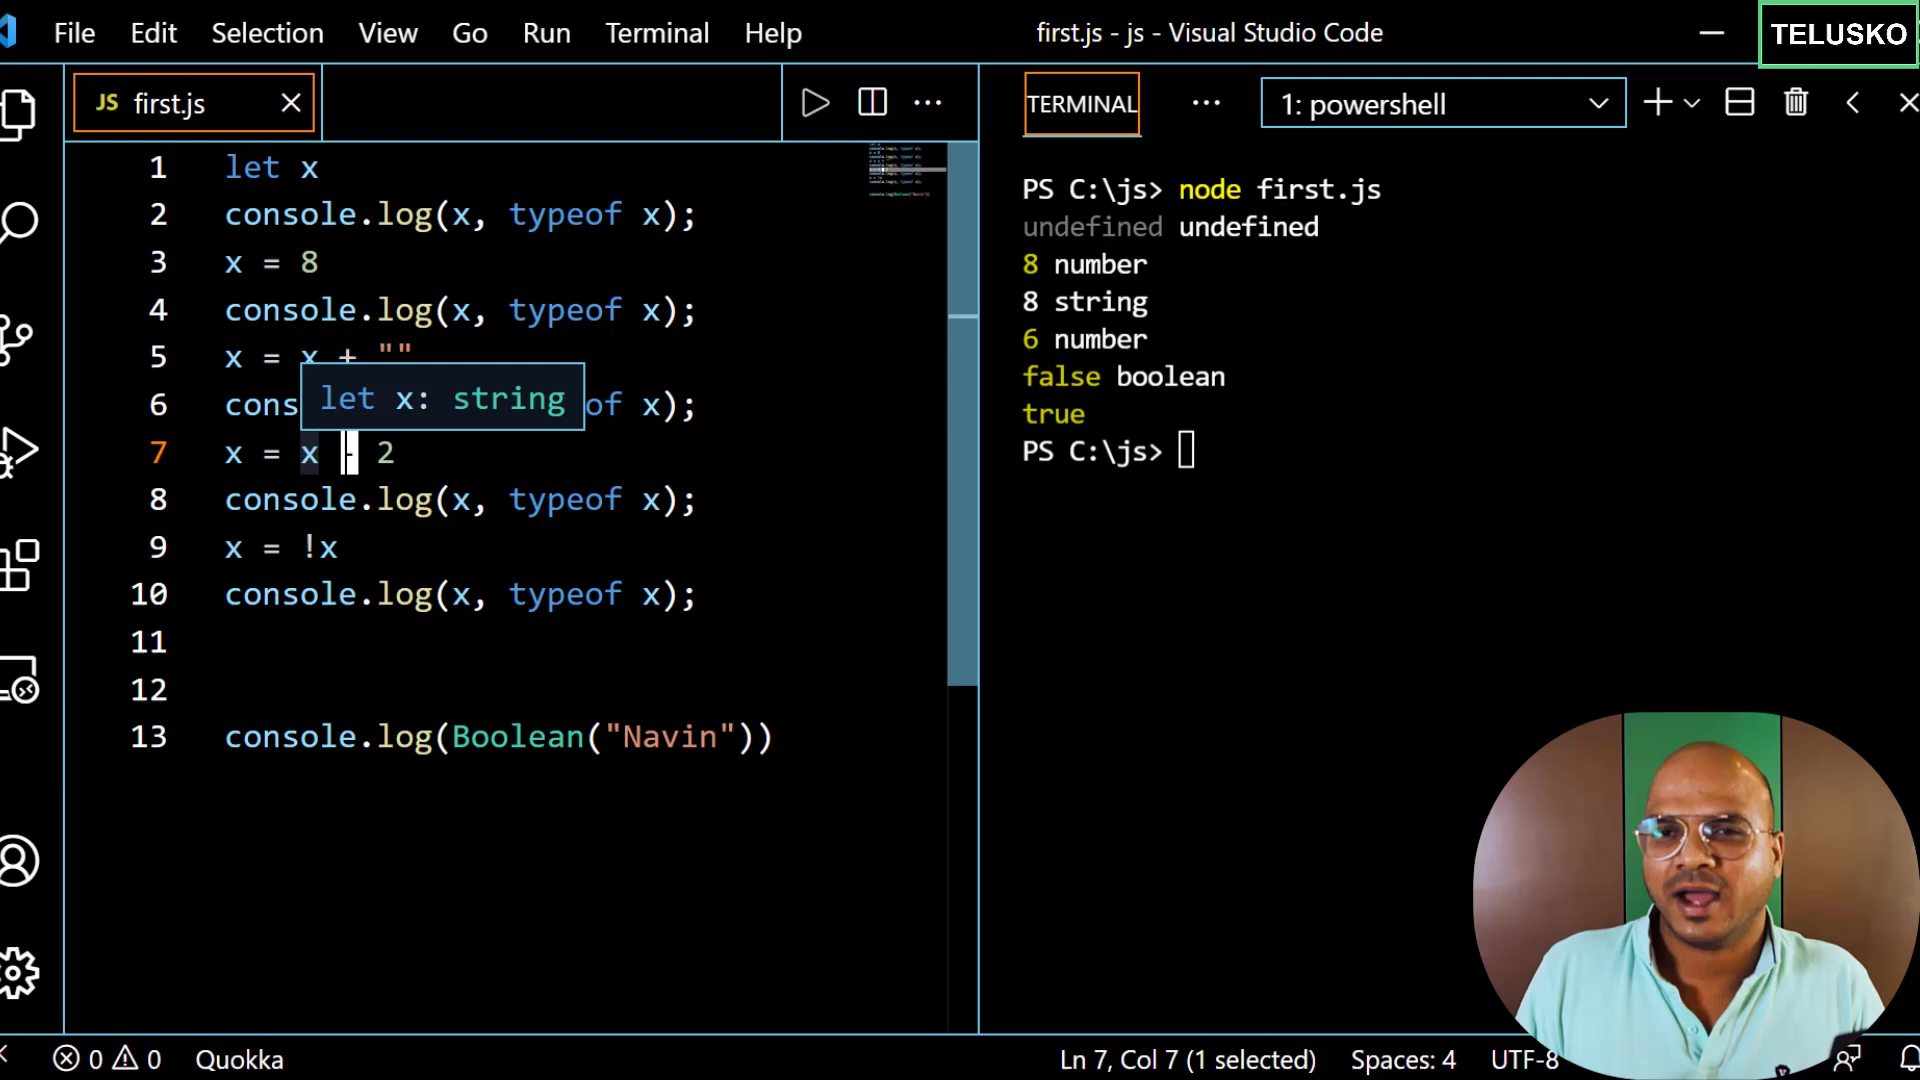 File Edit Selection View Go Run Terminal Help first.js - js - Visual Studio Code TELUSKO
JS first.js
TERMINAL 1: powershell
1 let x
2 console.log(x, typeof x);
3 x = 8
4 console.log(x, typeof x);
5 x = x + ""
let x: string
6 cons of x);
7 x = x - 2
8 console.log(x, typeof x);
9 x = !x
10 console.log(x, typeof x);
11
12
13 console.log(Boolean("Navin"))
PS C:\js> node first.js
undefined undefined
8 number
8 string
6 number
false boolean
true
PS C:\js>
0 0 Quokka Ln 7, Col 7 (1 selected) Spaces: 4 UTF-8